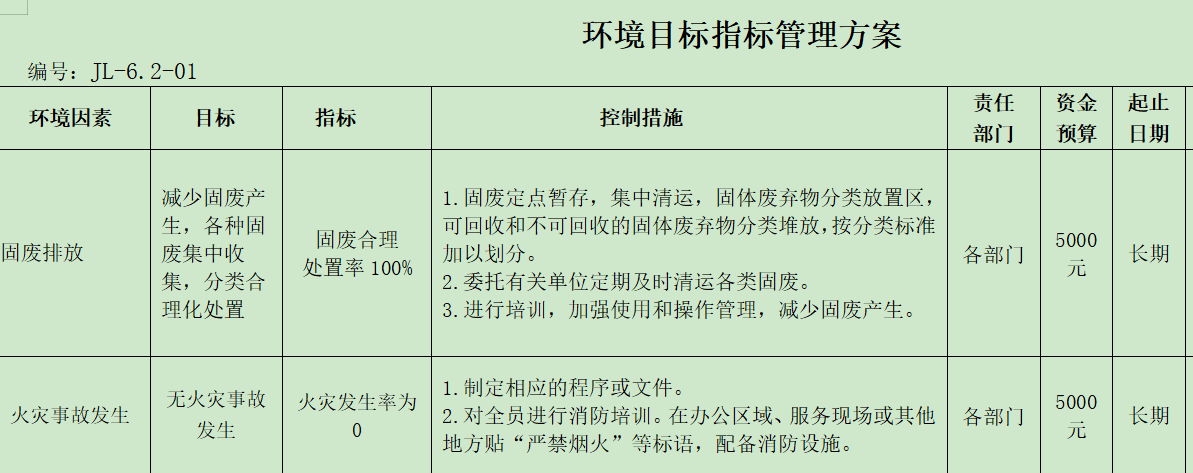 环境目标指标管理方案
编号：JL-6.2-01
环境因素 目标 指标 控制措施 责任部门 资金预算 起止日期
固废排放
减少固废产
生，各种固
废集中收
集，分类合
理化处置
固废合理
处置率 100%
1.固废定点暂存，集中清运，固体废弃物分类放置区，
可回收和不可回收的固体废弃物分类堆放,按分类标准
加以划分。
2.委托有关单位定期及时清运各类固废。
3.进行培训，加强使用和操作管理，减少固废产生。
各部门
5000
元
长期
火灾事故发生
无火灾事故
发生
火灾发生率为
0
1.制定相应的程序或文件。
2.对全员进行消防培训。在办公区域、服务现场或其他
地方贴“严禁烟火”等标语，配备消防设施。
各部门
5000
元
长期